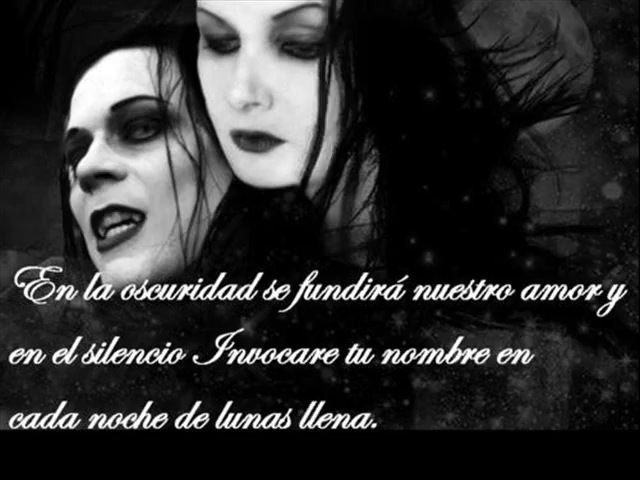 En la oscuridad se fundirá nuestro amor y
en el silencio Invocare tu nombre en
cada noche de lunas llena.